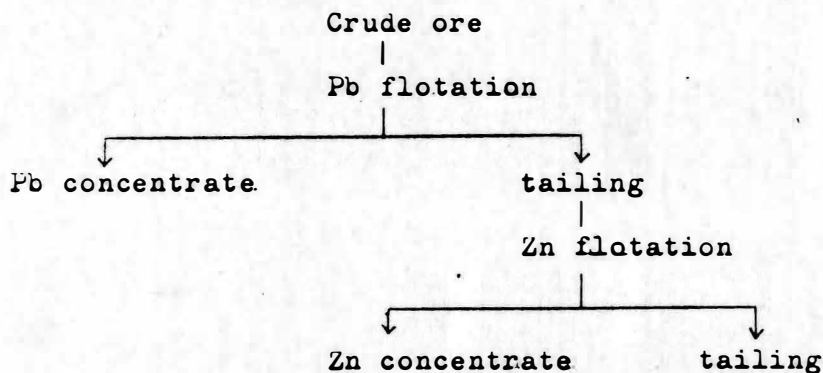 Crude ore
Pb flotation
Pb concentrate
tailing
Zn flotation
Zn concentrate
tailing